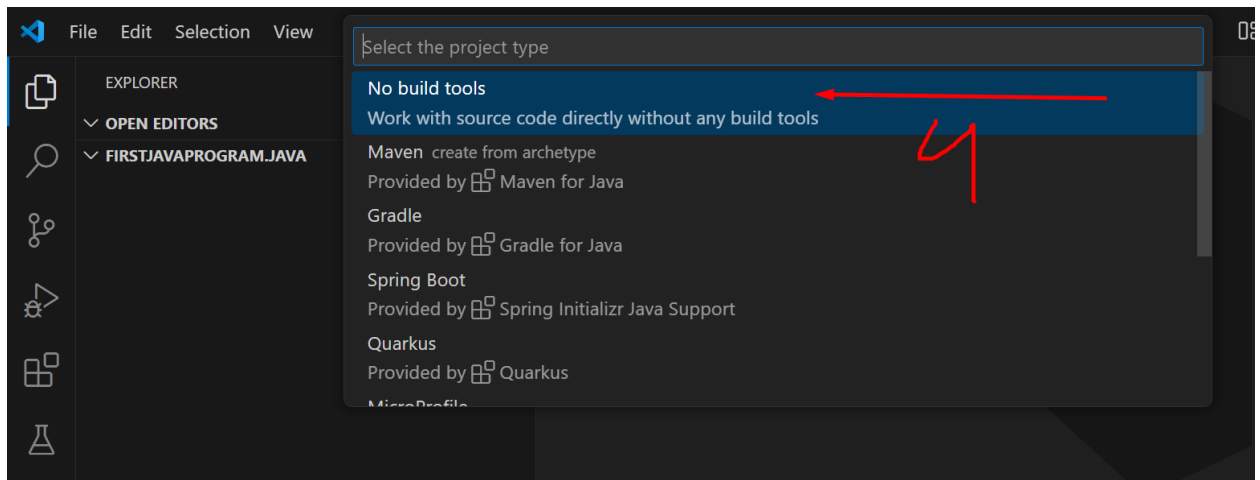 File Edit Selection View
Select the project type
EXPLORER
No build tools
Work with source code directly without any build tools
OPEN EDITORS
FIRSTJAVAPROGRAM.JAVA
Maven create from archetype
Provided by Maven for Java
Gradle
Provided by Gradle for Java
Spring Boot
Provided by Spring Initializr Java Support
Quarkus
Provided by Quarkus
MicroProfile
4